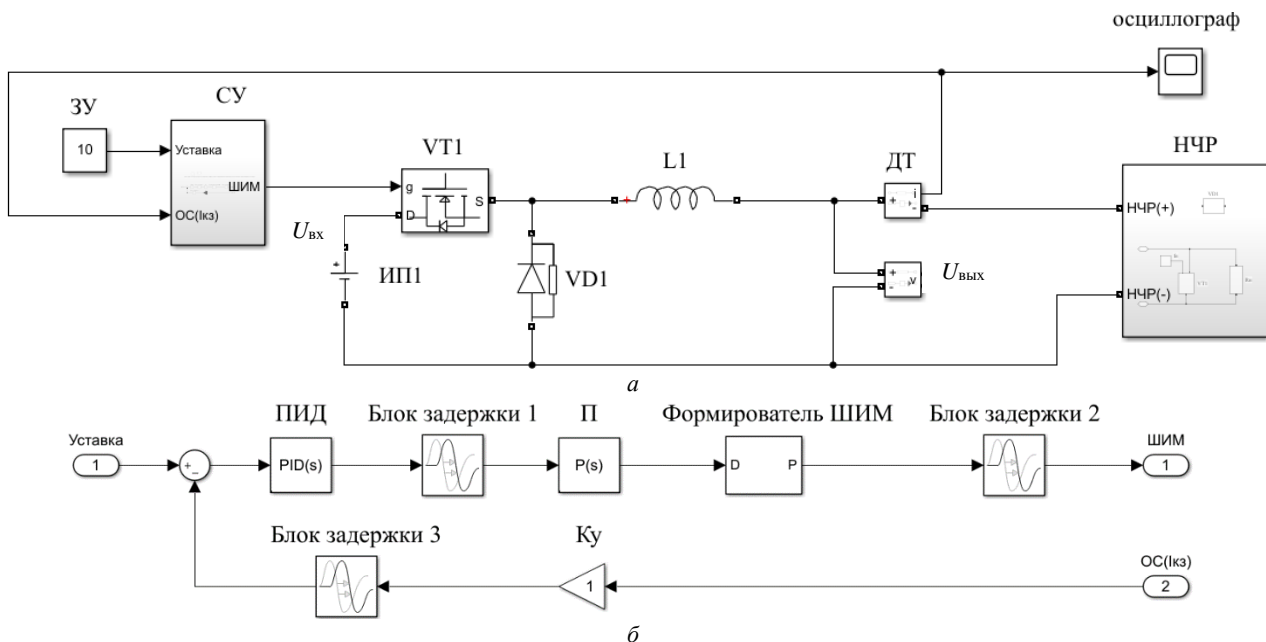 осциллограф
ЗУ
СУ
10
Уставка
ШИМ
ОС(Iкз)
VT1
g
D
S
L1
ДТ
+
i
-
НЧР
НЧР(+)
НЧР(-)
Uвх
+
ИП1
VD1
+
-
v
Uвых
а
ПИД
Блок задержки 1
П
Формирователь ШИМ
Блок задержки 2
Уставка
1
+
-
PID(s)
P(s)
D
P
ШИМ
1
Блок задержки 3
Ку
1
ОС(Iкз)
2
б